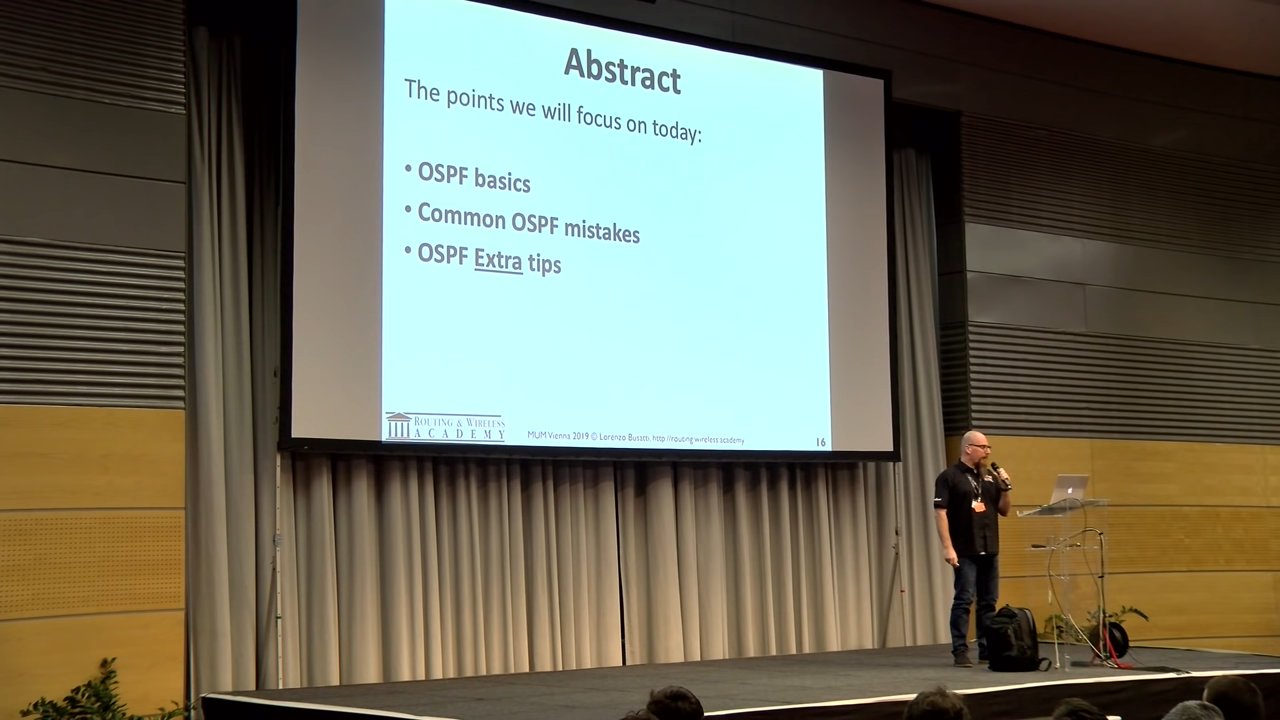 Abstract
The points we will focus on today:
• OSPF basics
• Common OSPF mistakes
• OSPF Extra tips
ROUTING & WIRELESS
ACADEMY
MUM Vienna 2019 © Lorenzo Busatti, http://routing.wireless.academy
16